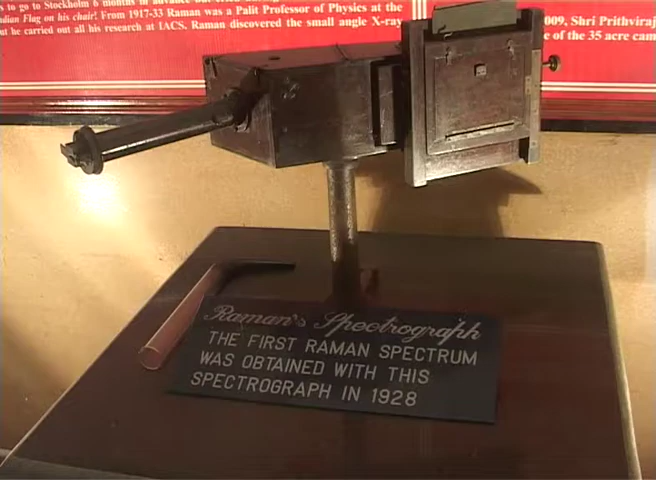 s to go to Stockholm 6 months in advance
dian Flag on his chair! From 1917-33 Raman was a Palit Professor of Physics at the
ut he carried out all his research at IACS. Raman discovered the small angle X-ray
009, Shri Prithviraj
e of the 35 acre cam
Raman's Spectrograph
THE FIRST RAMAN SPECTRUM
WAS OBTAINED WITH THIS
SPECTROGRAPH IN 1928